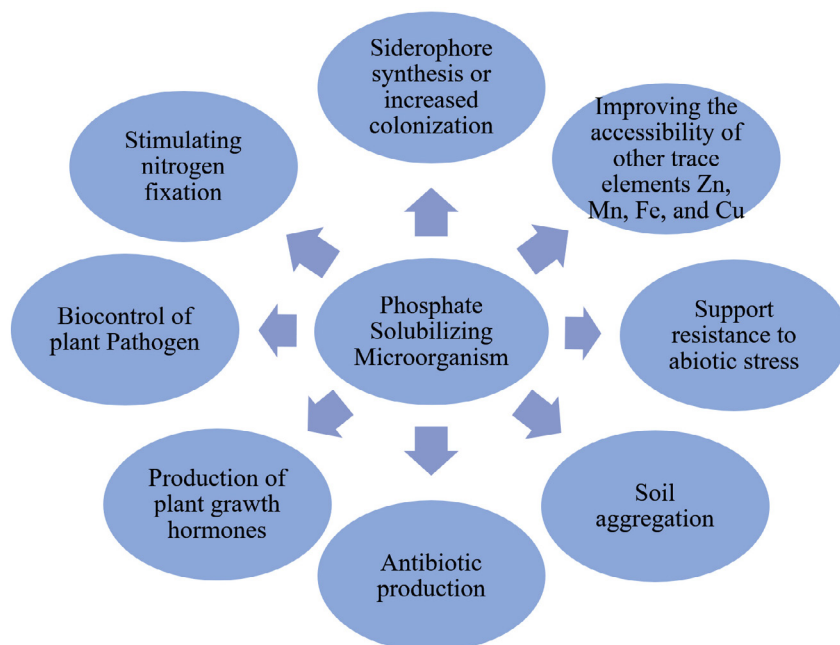 Siderophore
synthesis or
increased
colonization
Improving the
accessibility of
other trace
elements Zn,
Mn, Fe, and Cu
Stimulating
nitrogen
fixation
Phosphate
Solubilizing
Microorganism
Support
resistance to
abiotic stress
Biocontrol of
plant Pathogen
Production of
plant grawth
hormones
Soil
aggregation
Antibiotic
production